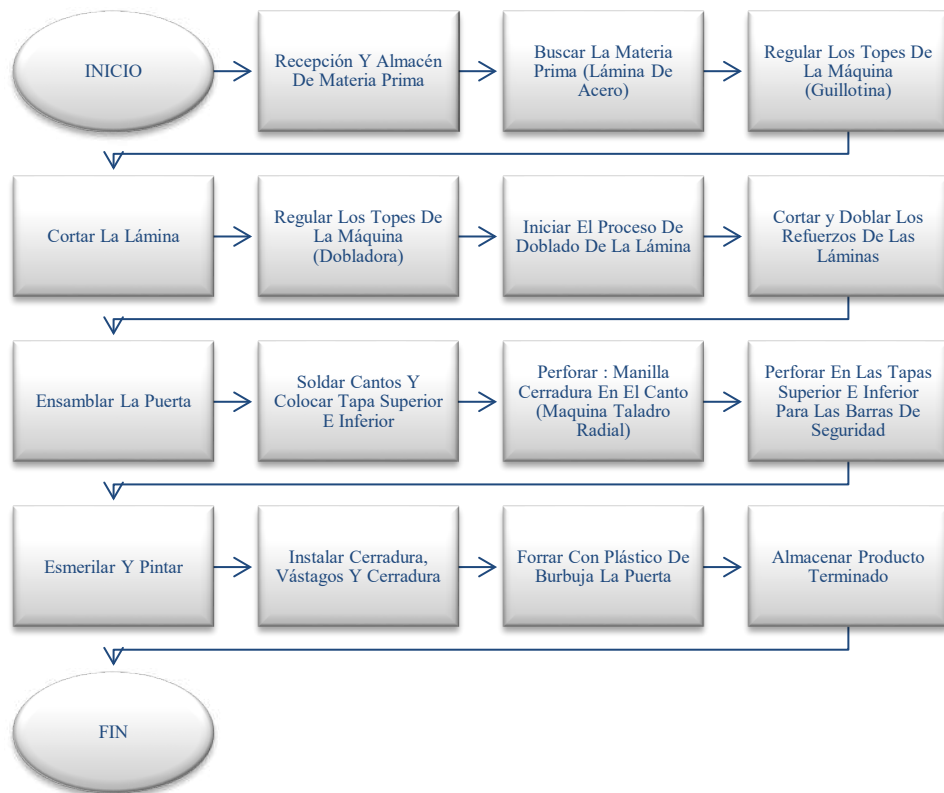 INICIO
Recepción Y Almacén
De Materia Prima
Buscar La Materia
Prima (Lámina De
Acero)
Regular Los Topes De
La Máquina
(Guillotina)
Cortar La Lámina
Regular Los Topes De
La Máquina
(Dobladora)
Iniciar El Proceso De
Doblado De La Lámina
Cortar y Doblar Los
Refuerzos De Las
Láminas
Ensamblar La Puerta
Soldar Cantos Y
Colocar Tapa Superior
E Inferior
Perforar : Manilla
Cerradura En El Canto
(Maquina Taladro
Radial)
Perforar En Las Tapas
Superior E Inferior
Para Las Barras De
Seguridad
Esmerilar Y Pintar
Instalar Cerradura,
Vástagos Y Cerradura
Forrar Con Plástico De
Burbuja La Puerta
Almacenar Producto
Terminado
FIN